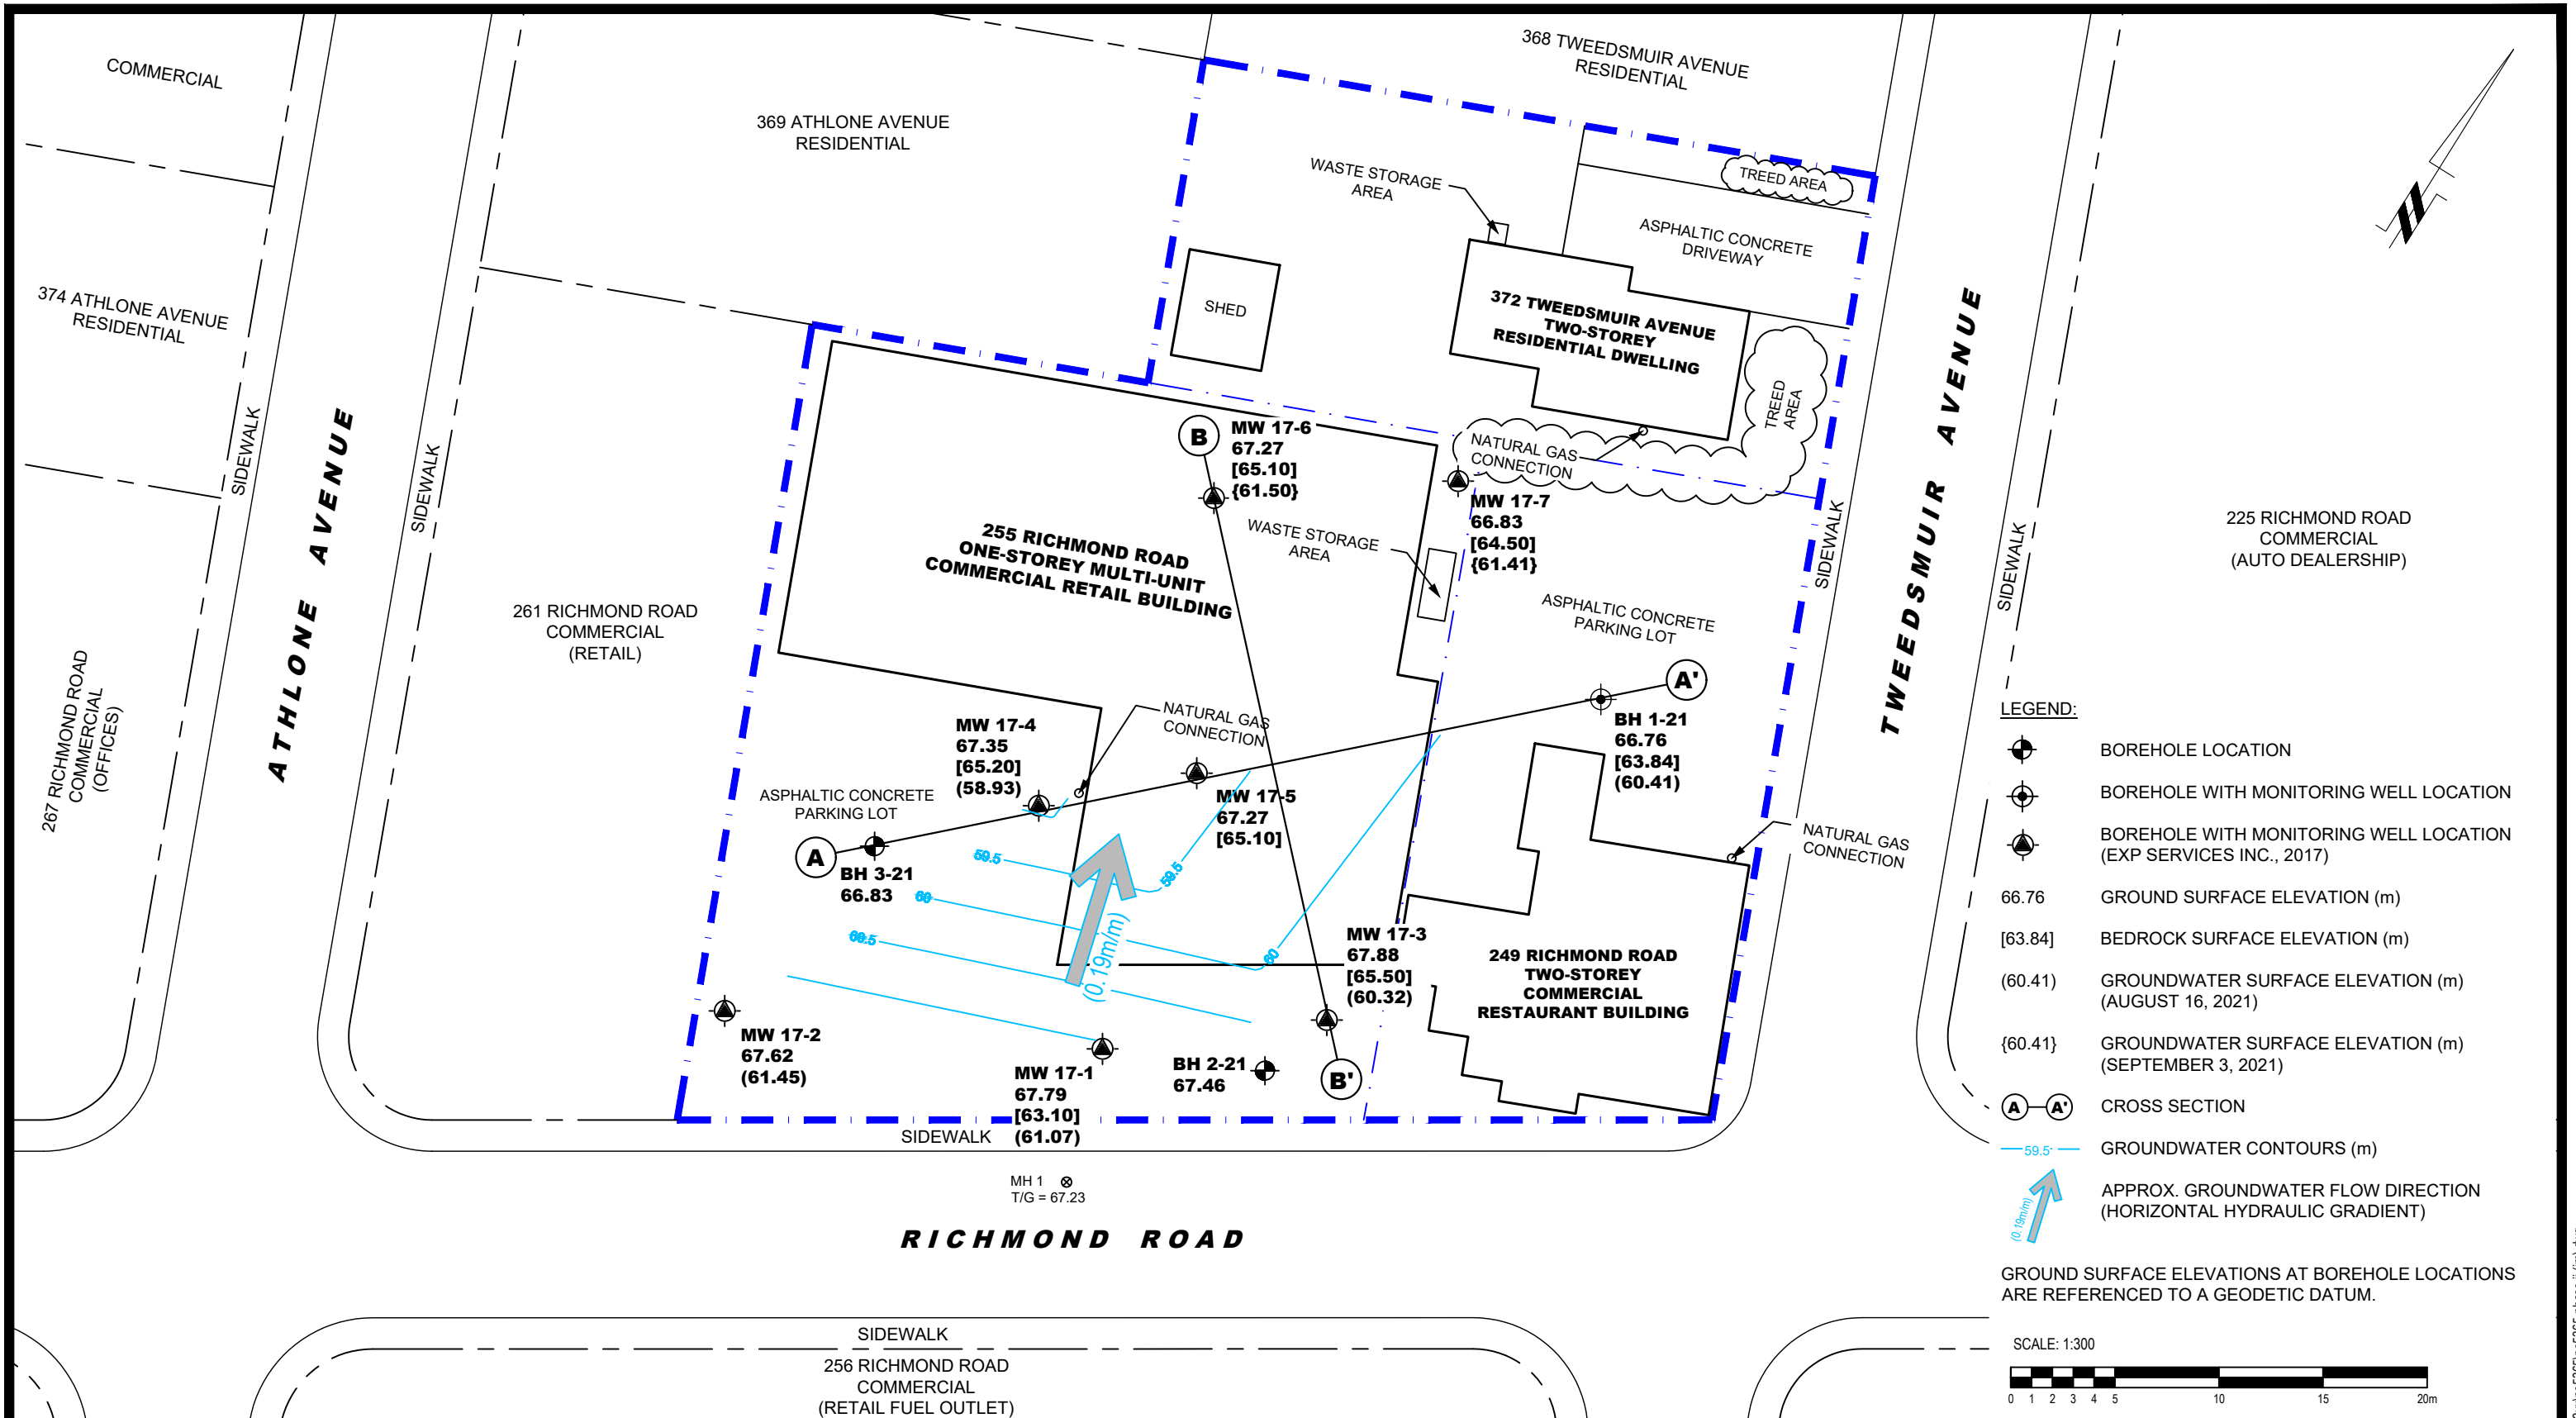 COMMERCIAL
369 ATHLONE AVENUE
RESIDENTIAL
368 TWEEDSMUIR AVENUE
RESIDENTIAL
WASTE STORAGE
AREA
TREED AREA
ASPHALTIC CONCRETE
DRIVEWAY
374 ATHLONE AVENUE
RESIDENTIAL
SHED
372 TWEEDSMUIR AVENUE
TWO-STOREY
RESIDENTIAL DWELLING
TREED
AREA
SIDEWALK
ATHLONE AVENUE
SIDEWALK
B
MW 17-6
67.27
[65.10]
{61.50}
NATURAL GAS
CONNECTION
MW 17-7
66.83
[64.50]
{61.41}
WASTE STORAGE
AREA
255 RICHMOND ROAD
ONE-STOREY MULTI-UNIT
COMMERCIAL RETAIL BUILDING
ASPHALTIC CONCRETE
PARKING LOT
SIDEWALK
TWEEDSMUIR AVENUE
SIDEWALK
225 RICHMOND ROAD
COMMERCIAL
(AUTO DEALERSHIP)
261 RICHMOND ROAD
COMMERCIAL
(RETAIL)
267 RICHMOND ROAD
COMMERCIAL
(OFFICES)
A'
BH 1-21
66.76
[63.84]
(60.41)
MW 17-4
67.35
[65.20]
(58.93)
NATURAL GAS
CONNECTION
MW 17-5
67.27
[65.10]
ASPHALTIC CONCRETE
PARKING LOT
A
BH 3-21
66.83
59.5
59.5
60
60
60.5
(0.19m/m)
NATURAL GAS
CONNECTION
MW 17-3
67.88
[65.50]
(60.32)
249 RICHMOND ROAD
TWO-STOREY
COMMERCIAL
RESTAURANT BUILDING
MW 17-2
67.62
(61.45)
MW 17-1
67.79
[63.10]
(61.07)
BH 2-21
67.46
B'
SIDEWALK
MH 1
T/G = 67.23
RICHMOND ROAD
SIDEWALK
256 RICHMOND ROAD
COMMERCIAL
(RETAIL FUEL OUTLET)
LEGEND:
BOREHOLE LOCATION
BOREHOLE WITH MONITORING WELL LOCATION
BOREHOLE WITH MONITORING WELL LOCATION
(EXP SERVICES INC., 2017)
66.76 GROUND SURFACE ELEVATION (m)
[63.84] BEDROCK SURFACE ELEVATION (m)
(60.41) GROUNDWATER SURFACE ELEVATION (m)
(AUGUST 16, 2021)
{60.41} GROUNDWATER SURFACE ELEVATION (m)
(SEPTEMBER 3, 2021)
A A' CROSS SECTION
59.5 GROUNDWATER CONTOURS (m)
(0.19m/m) APPROX. GROUNDWATER FLOW DIRECTION
(HORIZONTAL HYDRAULIC GRADIENT)
GROUND SURFACE ELEVATIONS AT BOREHOLE LOCATIONS
ARE REFERENCED TO A GEODETIC DATUM.
SCALE: 1:300
0 1 2 3 4 5 10 15 20m